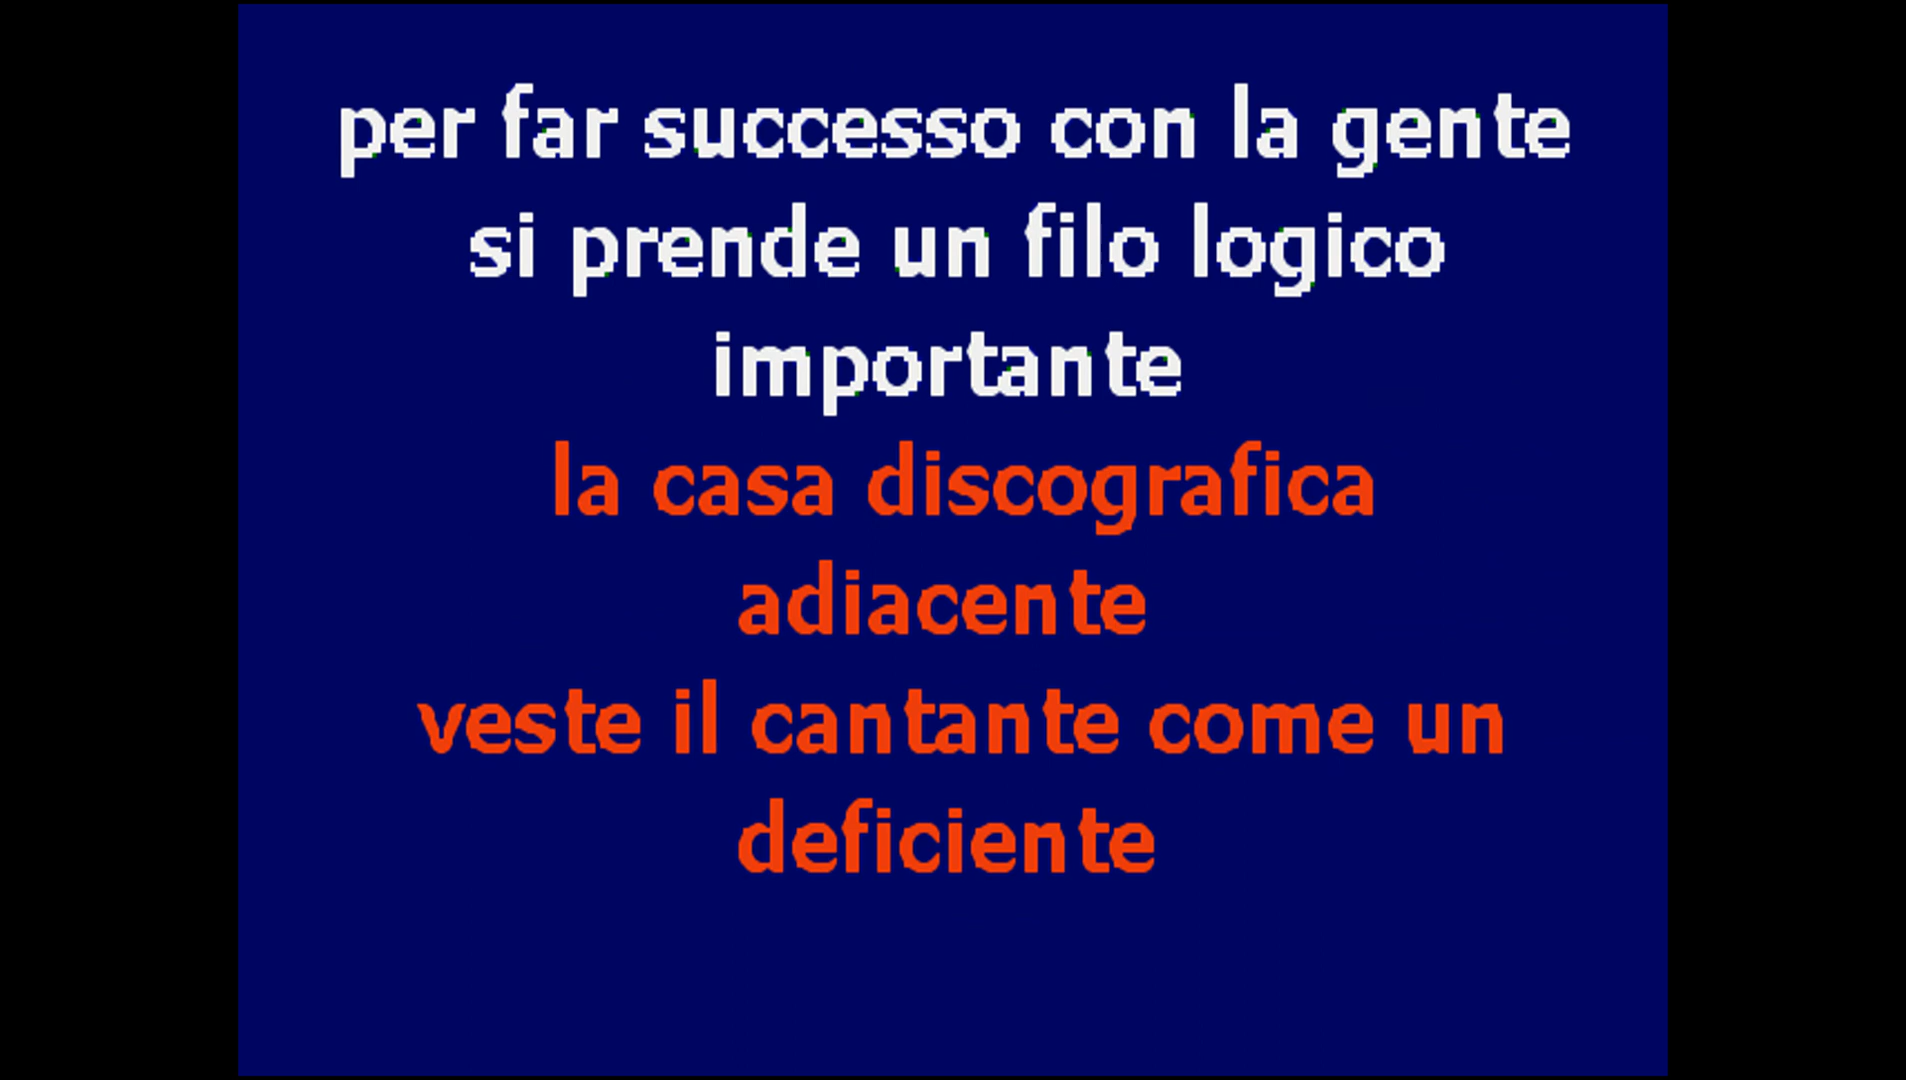 per far successo con la gente
si prende un filo logico
importante
la casa discografica
adiacente
veste il cantante come un
deficiente